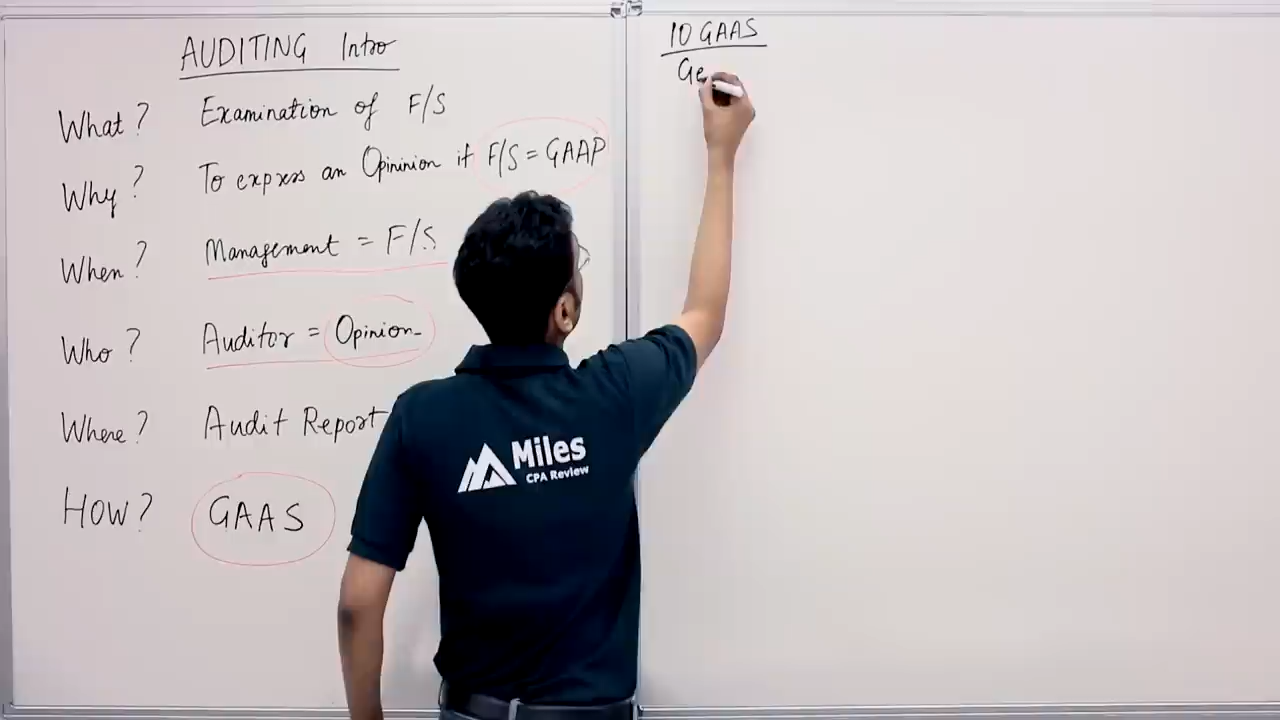 AUDITING Intro
What? Examination of F/S
Why? To express an Opininion if F/S = GAAP
When? Management = F/S
Who? Auditor = Opinion
Where? Audit Report
How? GAAS
10 GAAS
Ge
Miles
CPA Review